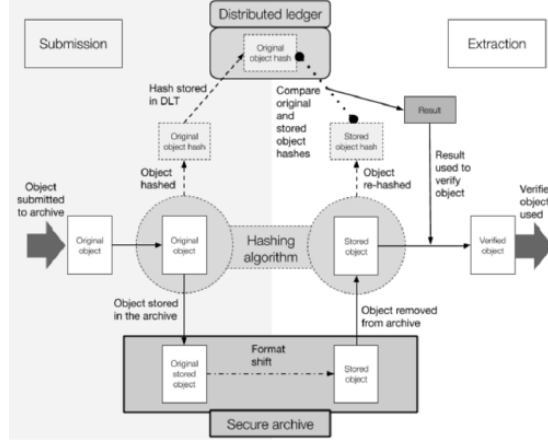 Distributed ledger
Submission
Extraction
Original
object hash
Hash stored
in DLT
Compare
original
and
stored
object
hashes
Result
Original
object hash
Stored
object hash
Object
hashed
Object
re-hashed
Result
used to
verify
object
Object
submitted
to archive
Verified
object
used
Original
object
Original
object
Hashing
algorithm
Stored
object
Verified
object
Object stored
in the archive
Object removed
from archive
Original
stored
object
Format
shift
Stored
object
Secure archive